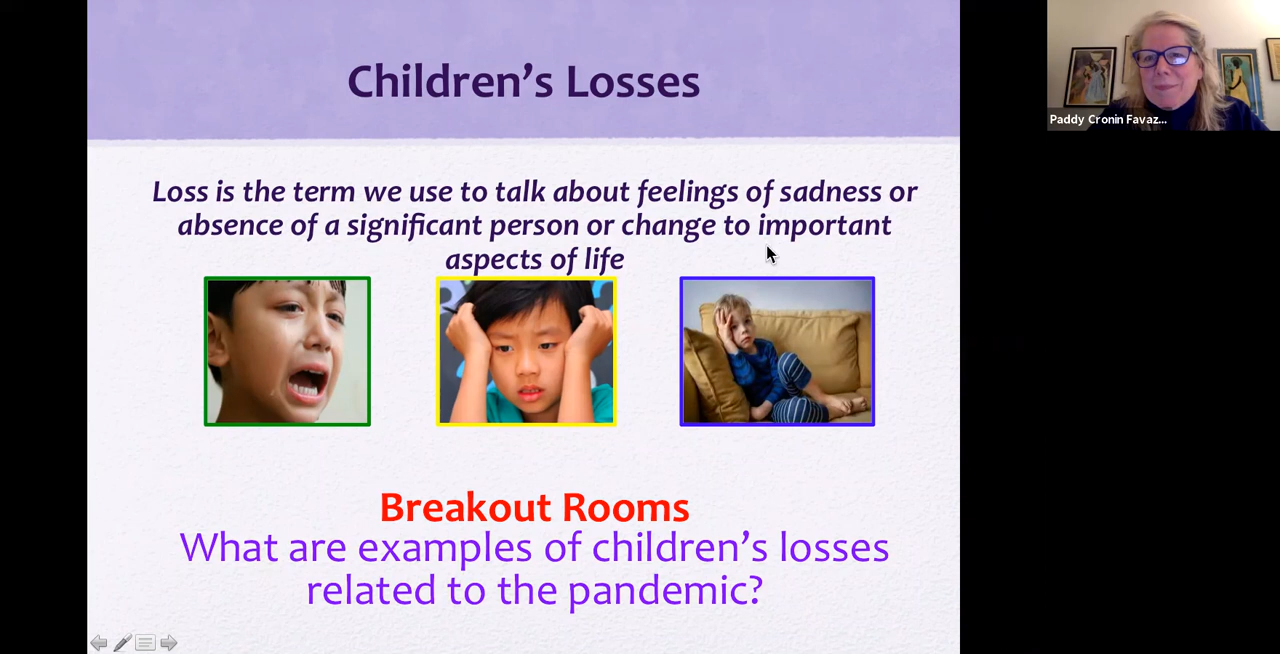 Children’s Losses
Loss is the term we use to talk about feelings of sadness or
absence of a significant person or change to important
aspects of life
Breakout Rooms
What are examples of children’s losses
related to the pandemic?
Paddy Cronin Favaz...